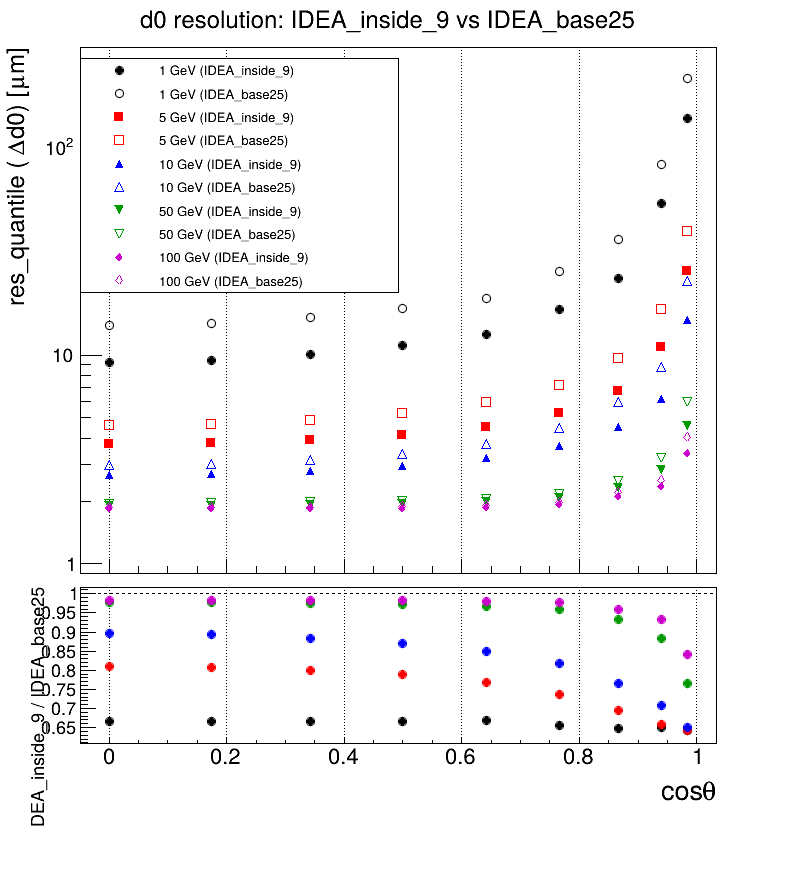 d0 resolution: IDEA_inside_9 vs IDEA_base25
res_quantile ( Δd0) [μm]
10²
10
1
1 GeV (IDEA_inside_9)
1 GeV (IDEA_base25)
5 GeV (IDEA_inside_9)
5 GeV (IDEA_base25)
10 GeV (IDEA_inside_9)
10 GeV (IDEA_base25)
50 GeV (IDEA_inside_9)
50 GeV (IDEA_base25)
100 GeV (IDEA_inside_9)
100 GeV (IDEA_base25)
DEA_inside_9 / IDEA_base25
1
0.95
0.9
0.85
0.8
0.75
0.7
0.65
0 0.2 0.4 0.6 0.8 1
cosθ